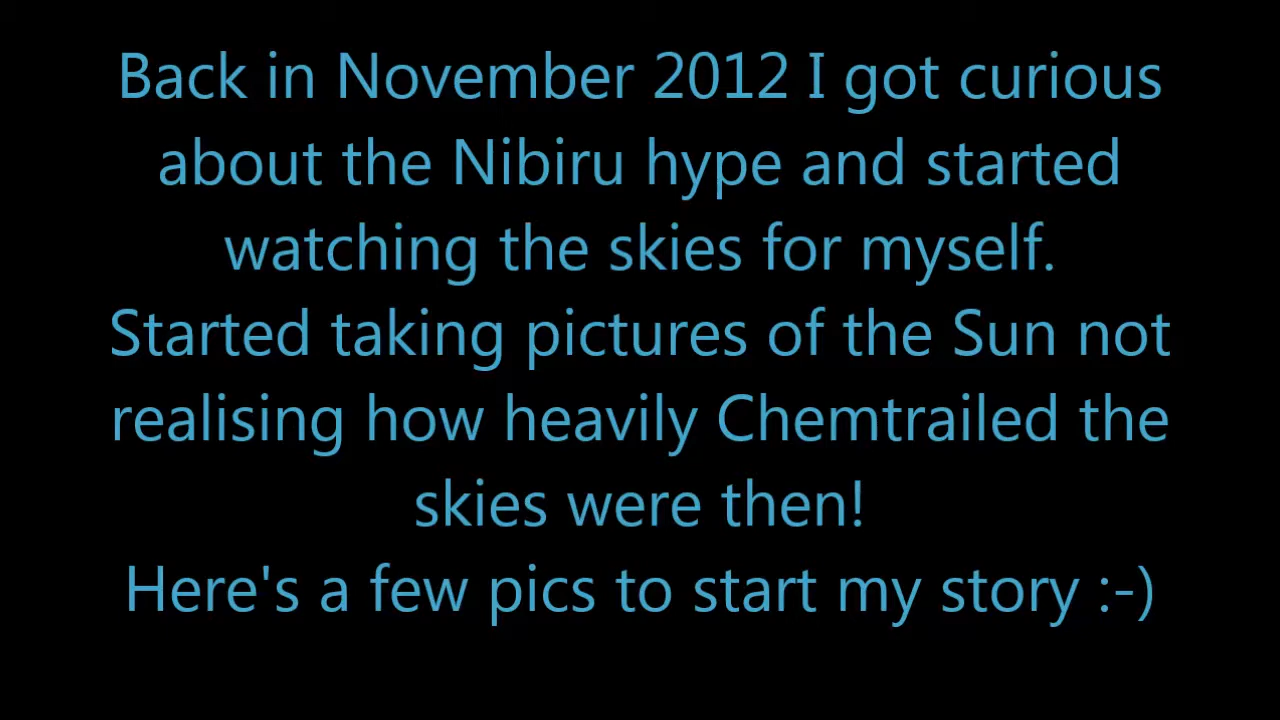 Back in November 2012 I got curious
about the Nibiru hype and started
watching the skies for myself.
Started taking pictures of the Sun not
realising how heavily Chemtrailed the
skies were then!
Here's a few pics to start my story :-)